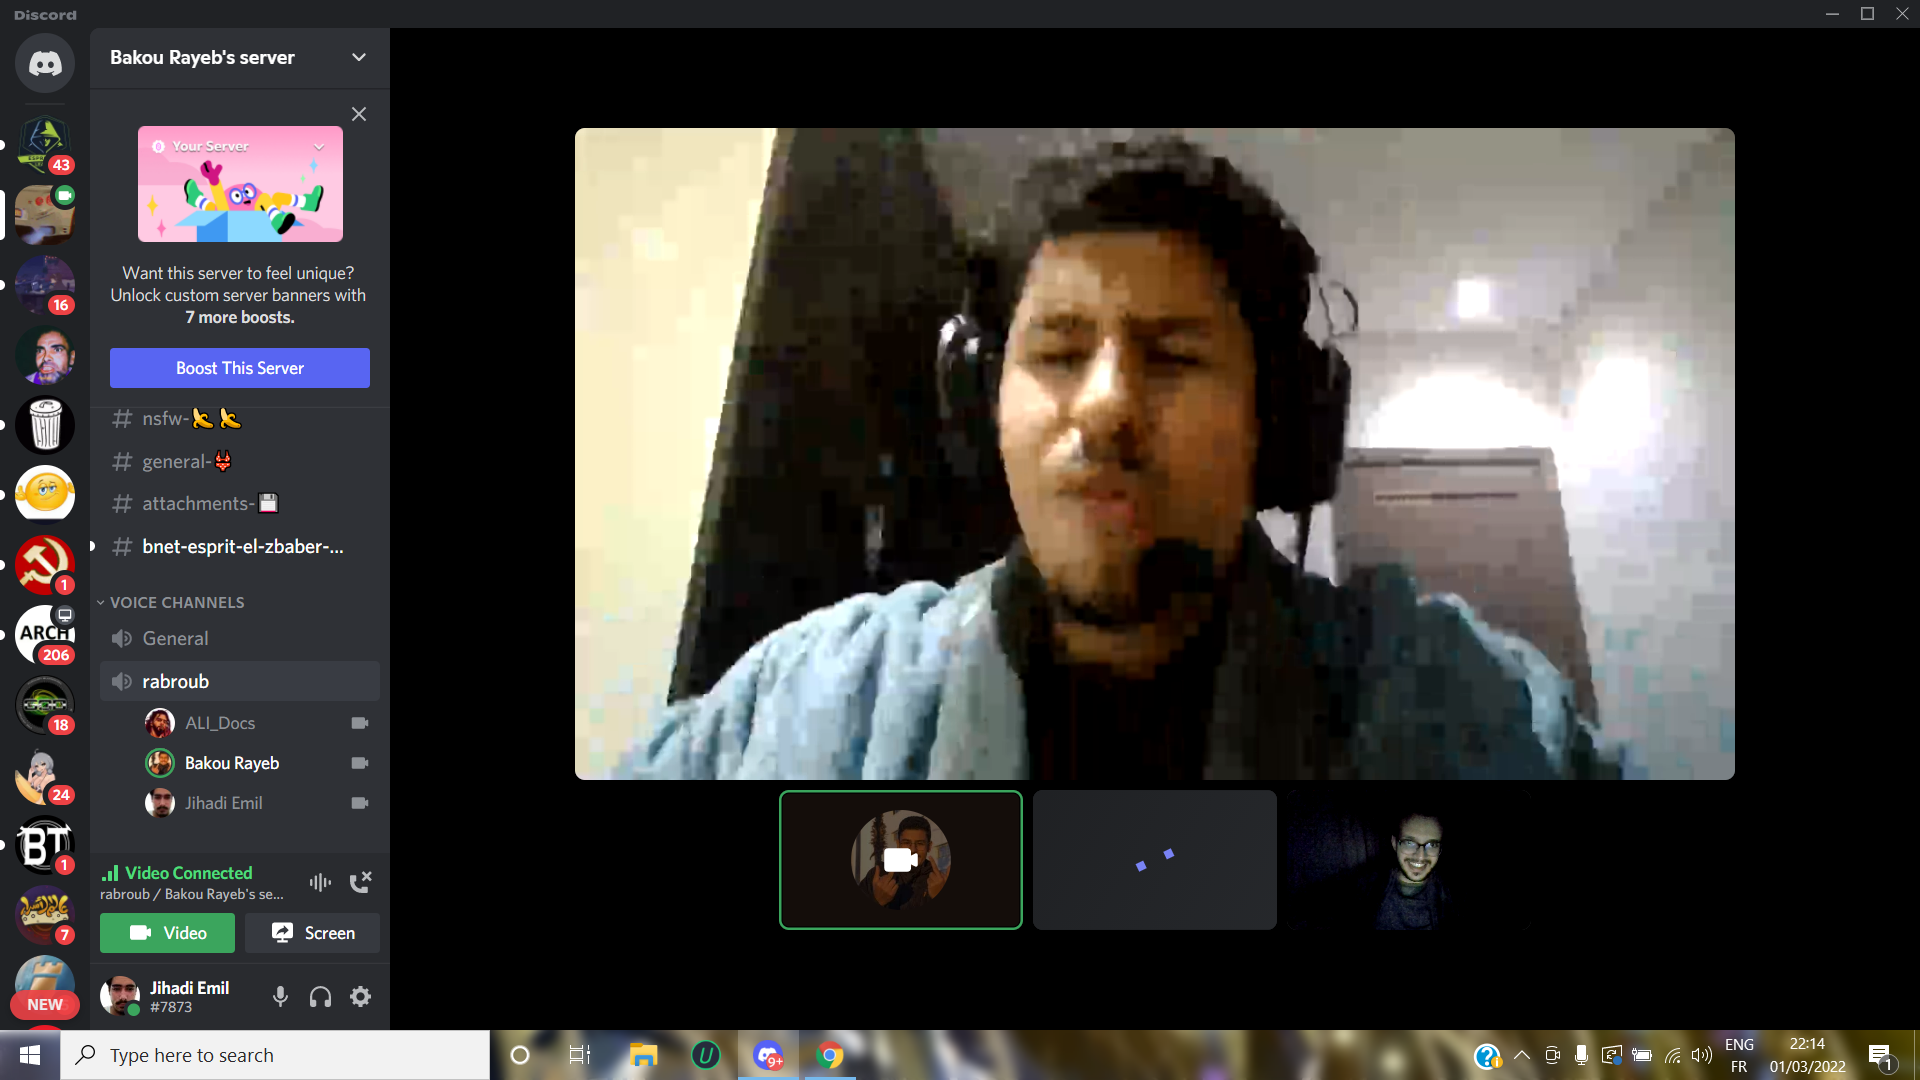 Discord
Bakou Rayeb's server
Your Server
Want this server to feel unique?
Unlock custom server banners with
7 more boosts.
Boost This Server
nsfw-🍌🍌
general-👹
attachments-💾
bnet-esprit-el-zbaber-...
VOICE CHANNELS
General
rabroub
ALI_Docs
Bakou Rayeb
Jihadi Emil
Video Connected
rabroub / Bakou Rayeb's se...
Video
Screen
Jihadi Emil
#7873
43
16
1
ARCH
206
18
24
BT
1
7
NEW
Type here to search
U
9+
ENG
FR
22:14
01/03/2022
1